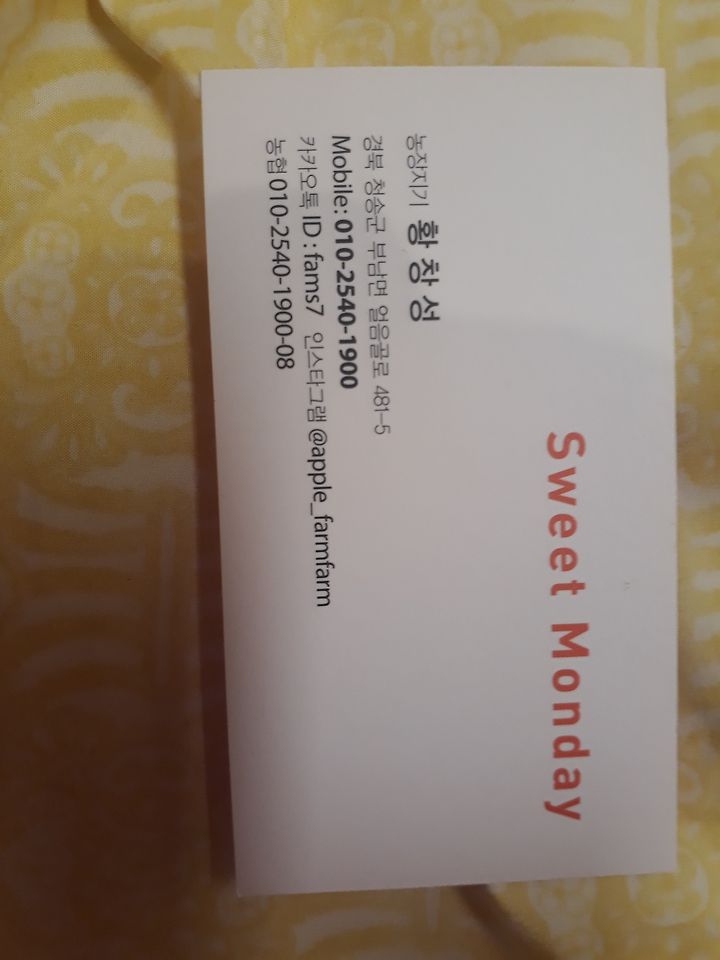 Sweet Monday
농장지기 황창성
경북 청송군 부남면 얼음골로 481-5
Mobile: 010-2540-1900
카카오톡 ID : fams7 인스타그램 @apple_farmfarm
농협 010-2540-1900-08